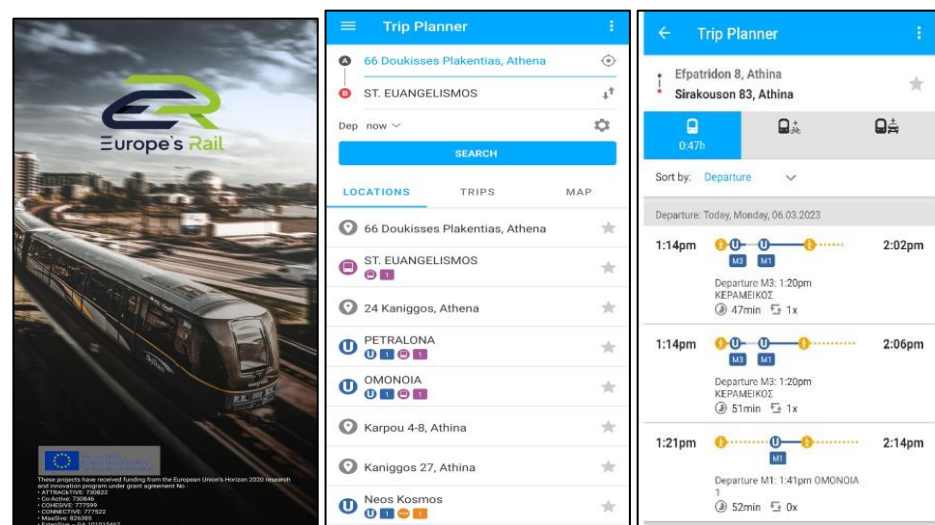 Europe's Rail
These projects have received funding from the European Union's Horizon 2020 research
and innovation program under grant agreement No :
• ATTRACkTIVE: 730822
• Co-Active: 730846
• COHESIVE: 777599
• CONNECTIVE: 777522
• MaaSive: 826385
Trip Planner
A 66 Doukisses Plakentias, Athena
B ST. EUANGELISMOS
Dep now
SEARCH
LOCATIONS TRIPS MAP
66 Doukisses Plakentias, Athena
ST. EUANGELISMOS
1
24 Kaniggos, Athena
U PETRALONA
U 1 1
U OMONOIA
U 1 1
Karpou 4-8, Athina
Kaniggos 27, Athina
U Neos Kosmos
U 1 1
Trip Planner
Efpatridon 8, Athina
Sirakouson 83, Athina
0:47h
Sort by: Departure
Departure: Today, Monday, 06.03.2023
1:14pm U U 2:02pm
M3 M1
Departure M3: 1:20pm
ΚΕΡΑΜΕΙΚΟΣ
47min 1x
1:14pm U U 2:06pm
M3 M1
Departure M3: 1:20pm
ΚΕΡΑΜΕΙΚΟΣ
51min 1x
1:21pm U 2:14pm
M1
Departure M1: 1:41pm OMONOIA
1
52min 0x